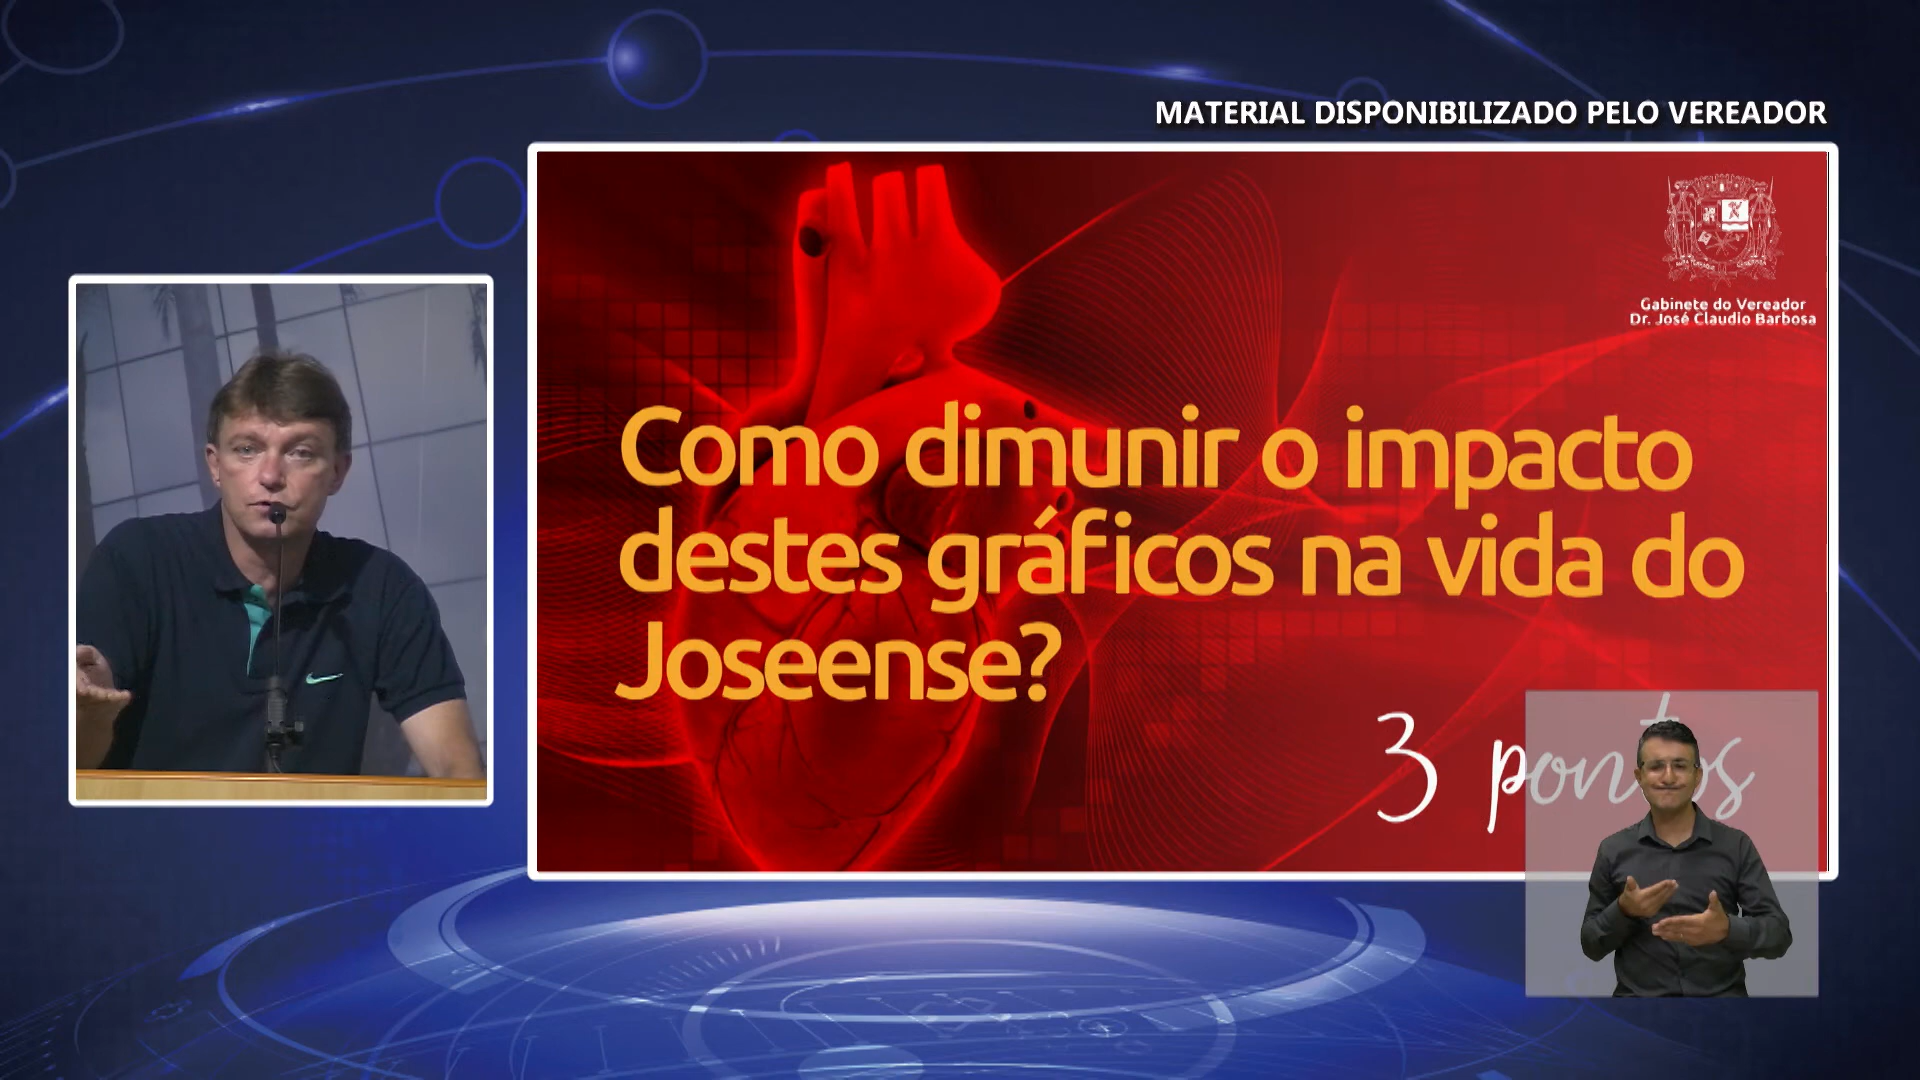 MATERIAL DISPONIBILIZADO PELO VEREADOR
Gabinete do Vereador
Dr. José Claudio Barbosa
Como dimunir o impacto
destes gráficos na vida do
Joseense?
3 pontos